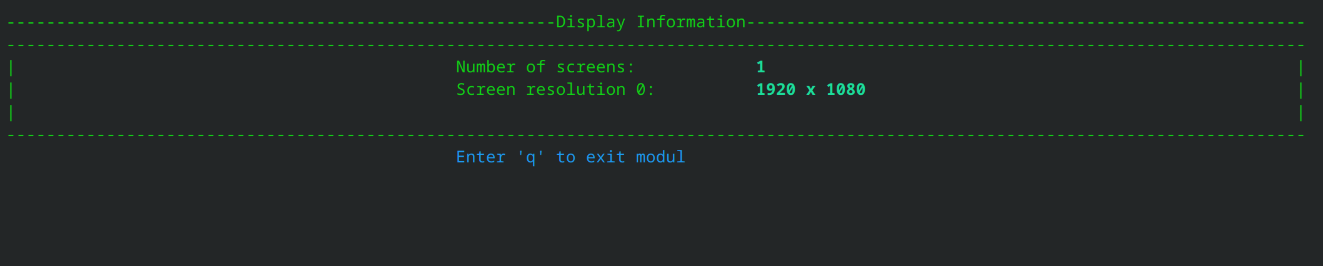 -------------------------------------------------------Display Information--------------------------------------------------------
----------------------------------------------------------------------------------------------------------------------------------
| Number of screens: 1 |
| Screen resolution 0: 1920 x 1080 |
| |
----------------------------------------------------------------------------------------------------------------------------------
Enter 'q' to exit modul